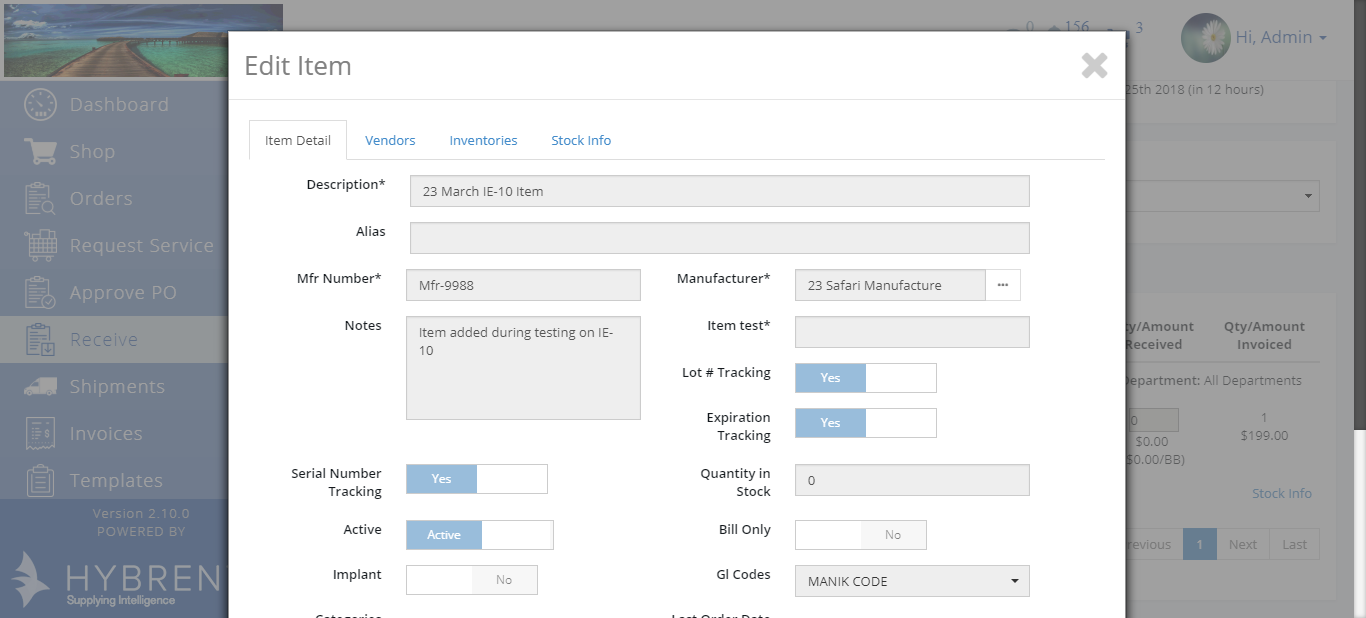 0 156 3
Hi, Admin
Edit Item
25th 2018 (in 12 hours)
Dashboard
Shop
Orders
Request Service
Approve PO
Receive
Shipments
Invoices
Templates
Version 2.10.0
POWERED BY
HYBREN
Supplying Intelligence
Item Detail
Vendors
Inventories
Stock Info
Description*
23 March IE-10 Item
Alias
Mfr Number*
Mfr-9988
Manufacturer*
23 Safari Manufacture
...
Notes
Item added during testing on IE-
10
Item test*
Lot # Tracking
Yes
Expiration
Tracking
Yes
Serial Number
Tracking
Yes
Quantity in
Stock
0
Active
Active
Bill Only
No
Implant
No
Gl Codes
MANIK CODE
Categories
Last Order Date
ty/Amount
Received
Qty/Amount
Invoiced
Department: All Departments
0
$0.00
$0.00/BB)
1
$199.00
Stock Info
revious
1
Next
Last